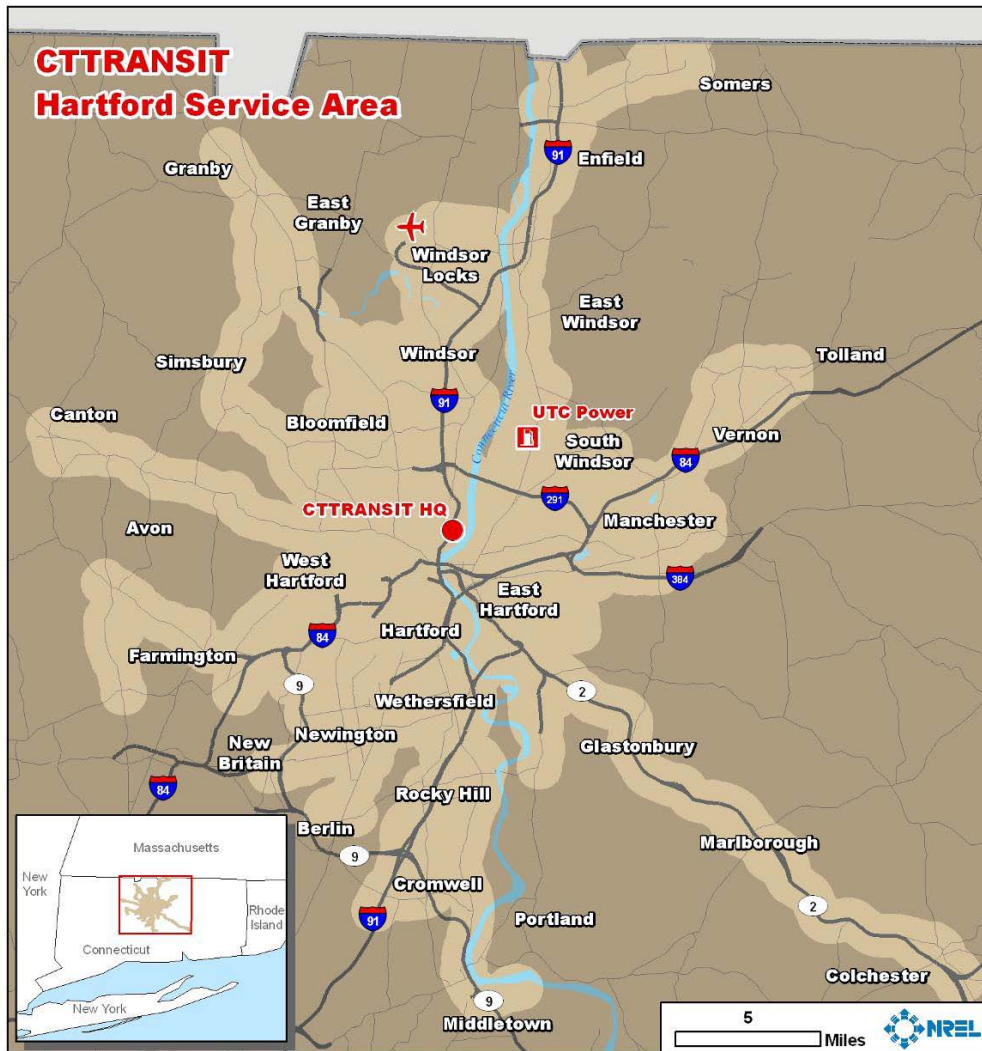 CTTRANSIT
Hartford Service Area
Somers
91
Enfield
Granby
East
Granby
Windsor
Locks
East
Windsor
Windsor
Simsbury
Tolland
91
Canton
Bloomfield
Connecticut River
UTC Power
South
Windsor
Vernon
84
291
CTTRANSIT HQ
Manchester
Avon
West
Hartford
384
East
Hartford
Hartford
84
Farmington
9
2
Wethersfield
Newington
Glastonbury
New
Britain
84
Rocky Hill
Berlin
9
Marlborough
Cromwell
91
Portland
2
Colchester
9
Middletown
Massachusetts
New
York
Rhode
Island
Connecticut
New York
5
Miles
NREL